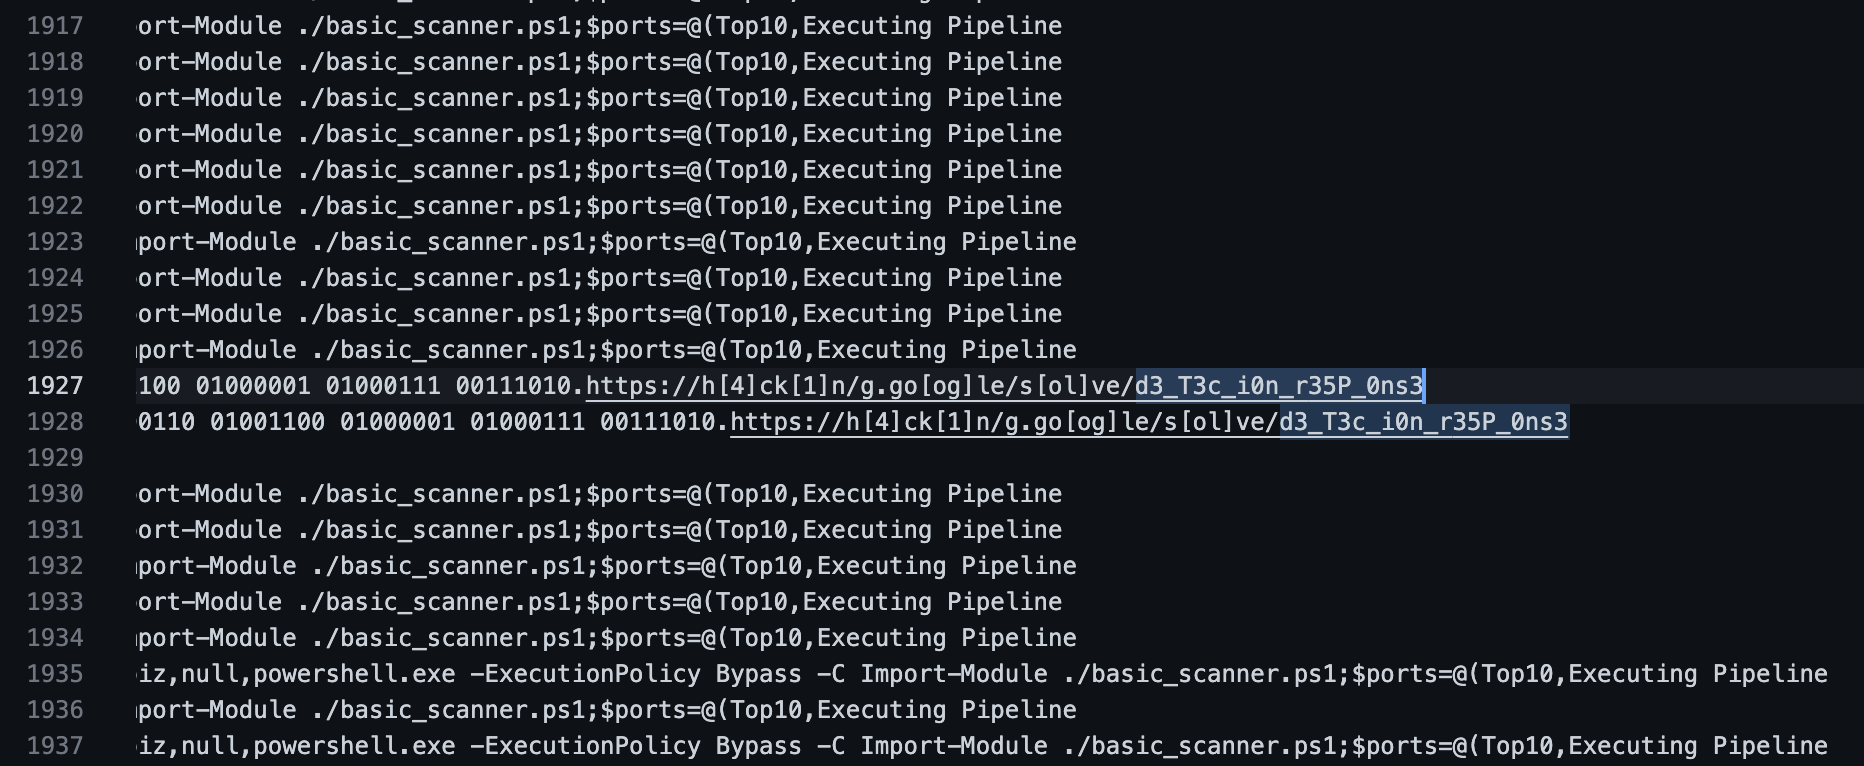 1917 ort-Module ./basic_scanner.ps1;$ports=@(Top10,Executing Pipeline
1918 ort-Module ./basic_scanner.ps1;$ports=@(Top10,Executing Pipeline
1919 ort-Module ./basic_scanner.ps1;$ports=@(Top10,Executing Pipeline
1920 ort-Module ./basic_scanner.ps1;$ports=@(Top10,Executing Pipeline
1921 ort-Module ./basic_scanner.ps1;$ports=@(Top10,Executing Pipeline
1922 ort-Module ./basic_scanner.ps1;$ports=@(Top10,Executing Pipeline
1923 port-Module ./basic_scanner.ps1;$ports=@(Top10,Executing Pipeline
1924 ort-Module ./basic_scanner.ps1;$ports=@(Top10,Executing Pipeline
1925 ort-Module ./basic_scanner.ps1;$ports=@(Top10,Executing Pipeline
1926 port-Module ./basic_scanner.ps1;$ports=@(Top10,Executing Pipeline
1927 100 01000001 01000111 00111010.https://h[4]ck[1]n/g.go[og]le/s[ol]ve/d3_T3c_i0n_r35P_0ns3
1928 0110 01001100 01000001 01000111 00111010.https://h[4]ck[1]n/g.go[og]le/s[ol]ve/d3_T3c_i0n_r35P_0ns3
1929
1930 ort-Module ./basic_scanner.ps1;$ports=@(Top10,Executing Pipeline
1931 ort-Module ./basic_scanner.ps1;$ports=@(Top10,Executing Pipeline
1932 port-Module ./basic_scanner.ps1;$ports=@(Top10,Executing Pipeline
1933 ort-Module ./basic_scanner.ps1;$ports=@(Top10,Executing Pipeline
1934 port-Module ./basic_scanner.ps1;$ports=@(Top10,Executing Pipeline
1935 iz,null,powershell.exe -ExecutionPolicy Bypass -C Import-Module ./basic_scanner.ps1;$ports=@(Top10,Executing Pipeline
1936 port-Module ./basic_scanner.ps1;$ports=@(Top10,Executing Pipeline
1937 iz,null,powershell.exe -ExecutionPolicy Bypass -C Import-Module ./basic_scanner.ps1;$ports=@(Top10,Executing Pipeline